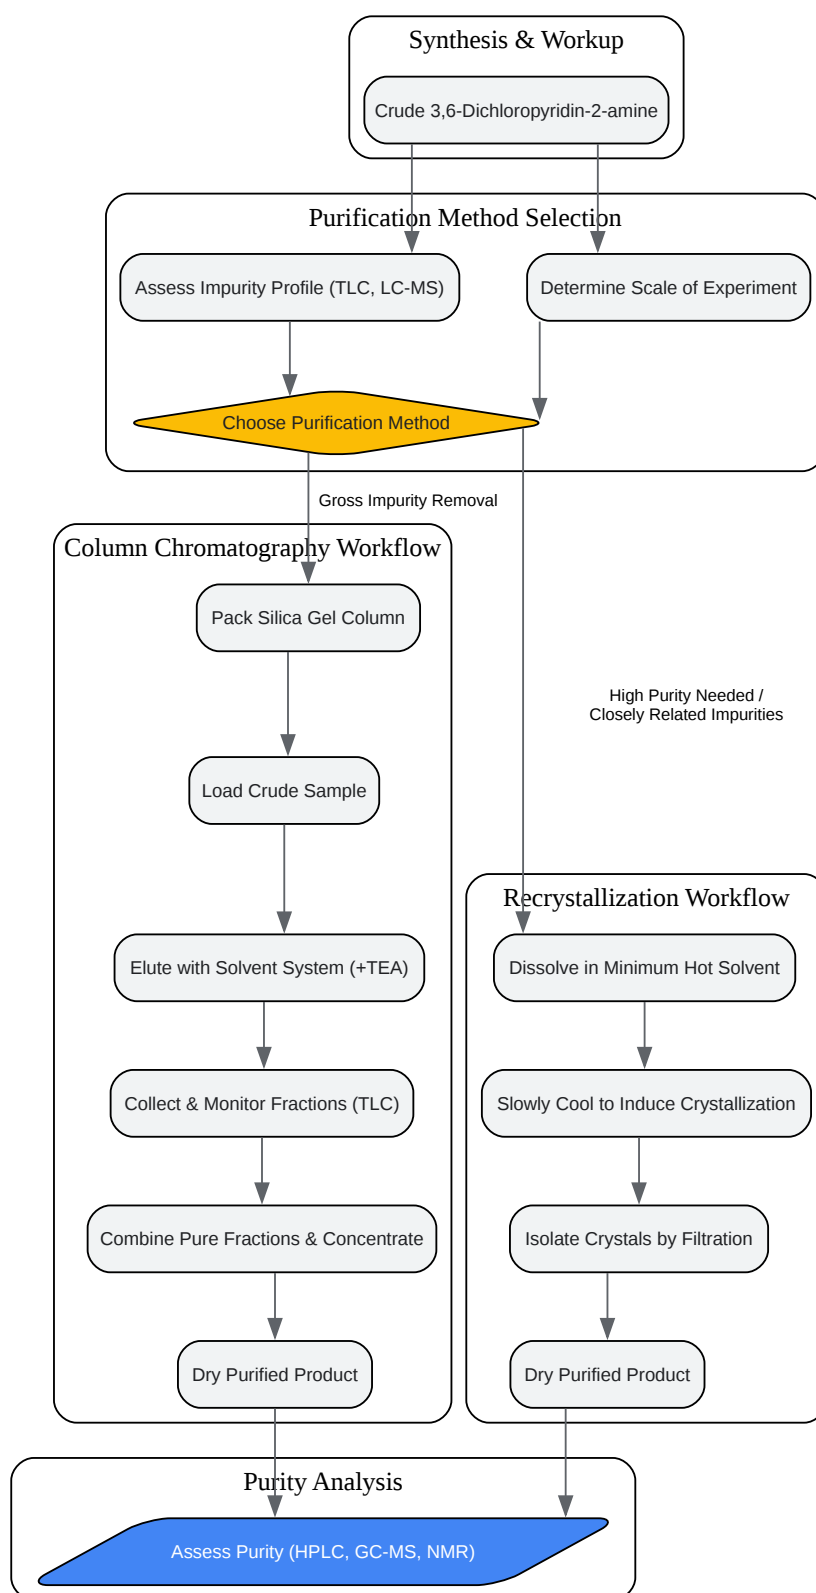 Synthesis & Workup
Crude 3,6-Dichloropyridin-2-amine
Purification Method Selection
Assess Impurity Profile (TLC, LC-MS)
Determine Scale of Experiment
Choose Purification Method
Gross Impurity Removal
Column Chromatography Workflow
Pack Silica Gel Column
High Purity Needed /
Closely Related Impurities
Load Crude Sample
Recrystallization Workflow
Elute with Solvent System (+TEA)
Dissolve in Minimum Hot Solvent
Collect & Monitor Fractions (TLC)
Slowly Cool to Induce Crystallization
Combine Pure Fractions & Concentrate
Isolate Crystals by Filtration
Dry Purified Product
Dry Purified Product
Purity Analysis
Assess Purity (HPLC, GC-MS, NMR)